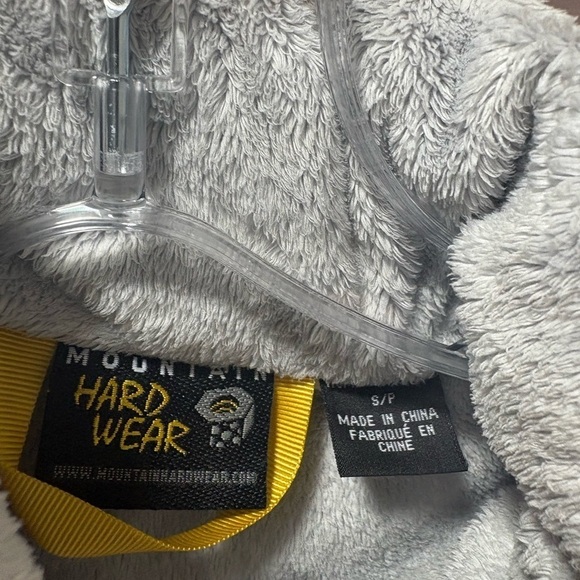 MOUNTAIN
HARD
WEAR
WWW.MOUNTAINHARDWEAR.COM
S/P
MADE IN CHINA
FABRIQUÉ EN
CHINE